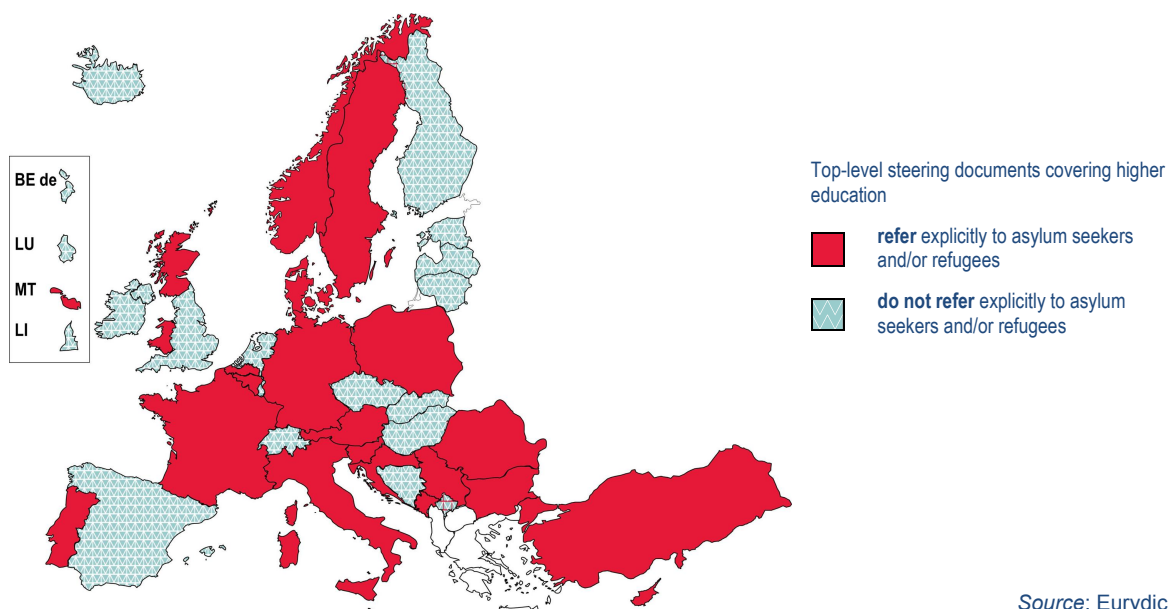 BE de
LU
MT
LI
Top-level steering documents covering higher
education
refer explicitly to asylum seekers
and/or refugees
do not refer explicitly to asylum
seekers and/or refugees
Source: Eurydic